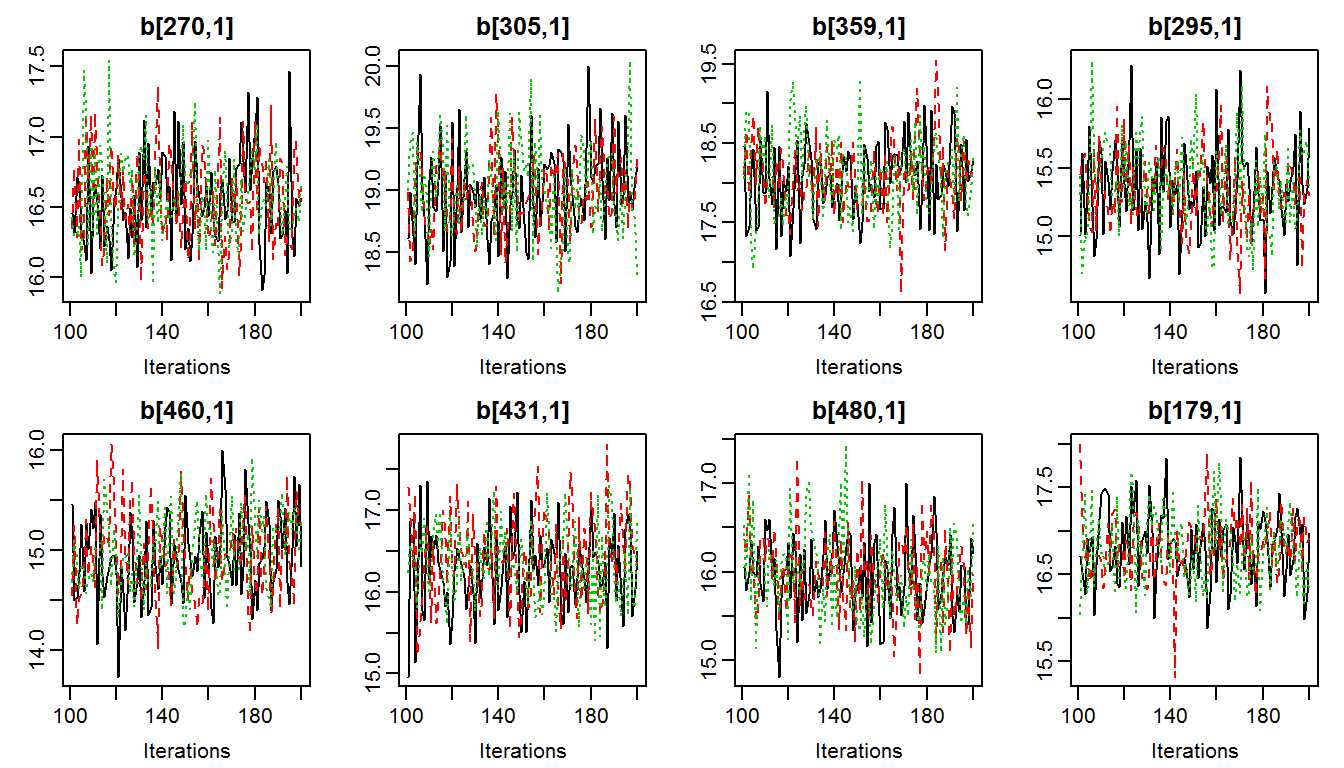 b[270,1] b[305,1] b[359,1] b[295,1]
17.5 17.0 16.5 16.0
20.0 19.5 19.0 18.5
19.5 18.5 17.5 16.5
16.0 15.5 15.0
100 140 180 100 140 180 100 140 180 100 140 180
Iterations Iterations Iterations Iterations
b[460,1] b[431,1] b[480,1] b[179,1]
16.0 15.0 14.0
17.0 16.0 15.0
17.0 16.0 15.0
17.5 16.5 15.5
100 140 180 100 140 180 100 140 180 100 140 180
Iterations Iterations Iterations Iterations